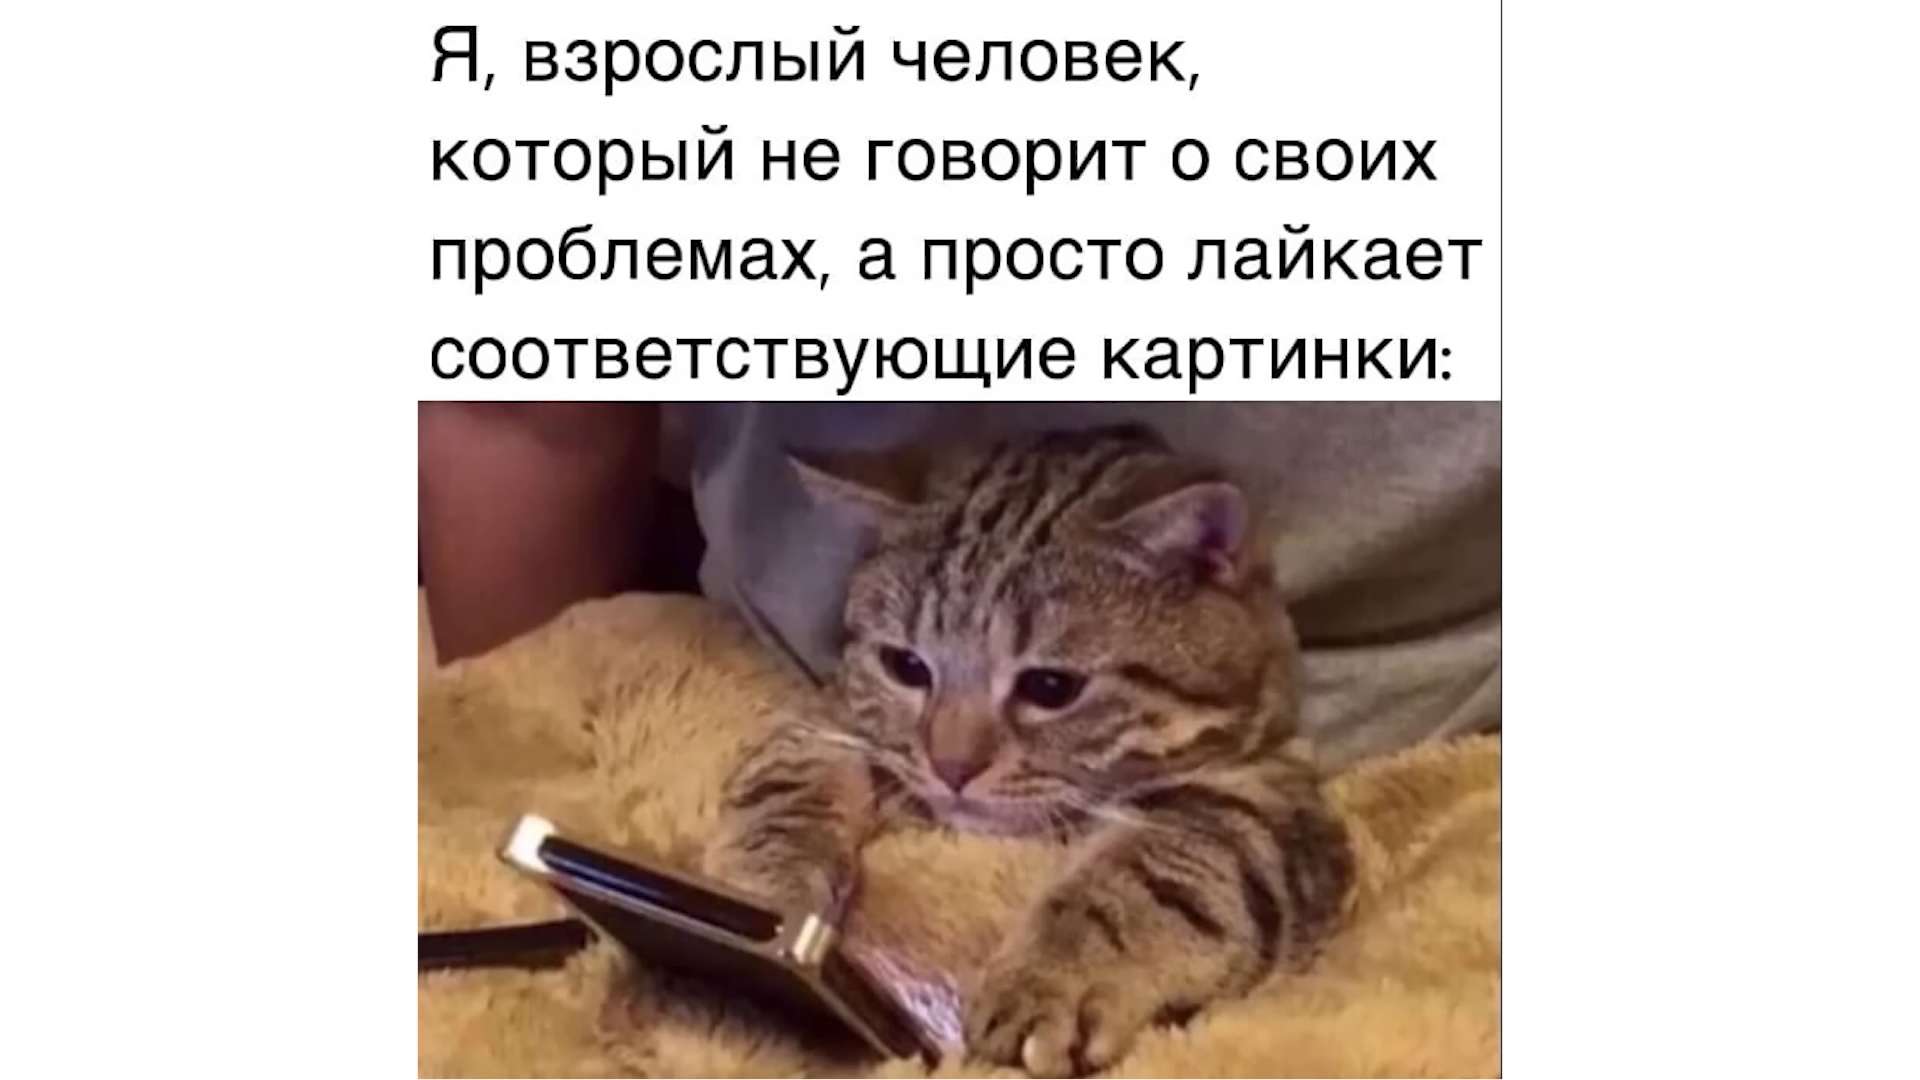 Я, взрослый человек,
который не говорит о своих
проблемах, а просто лайкает
соответствующие картинки: